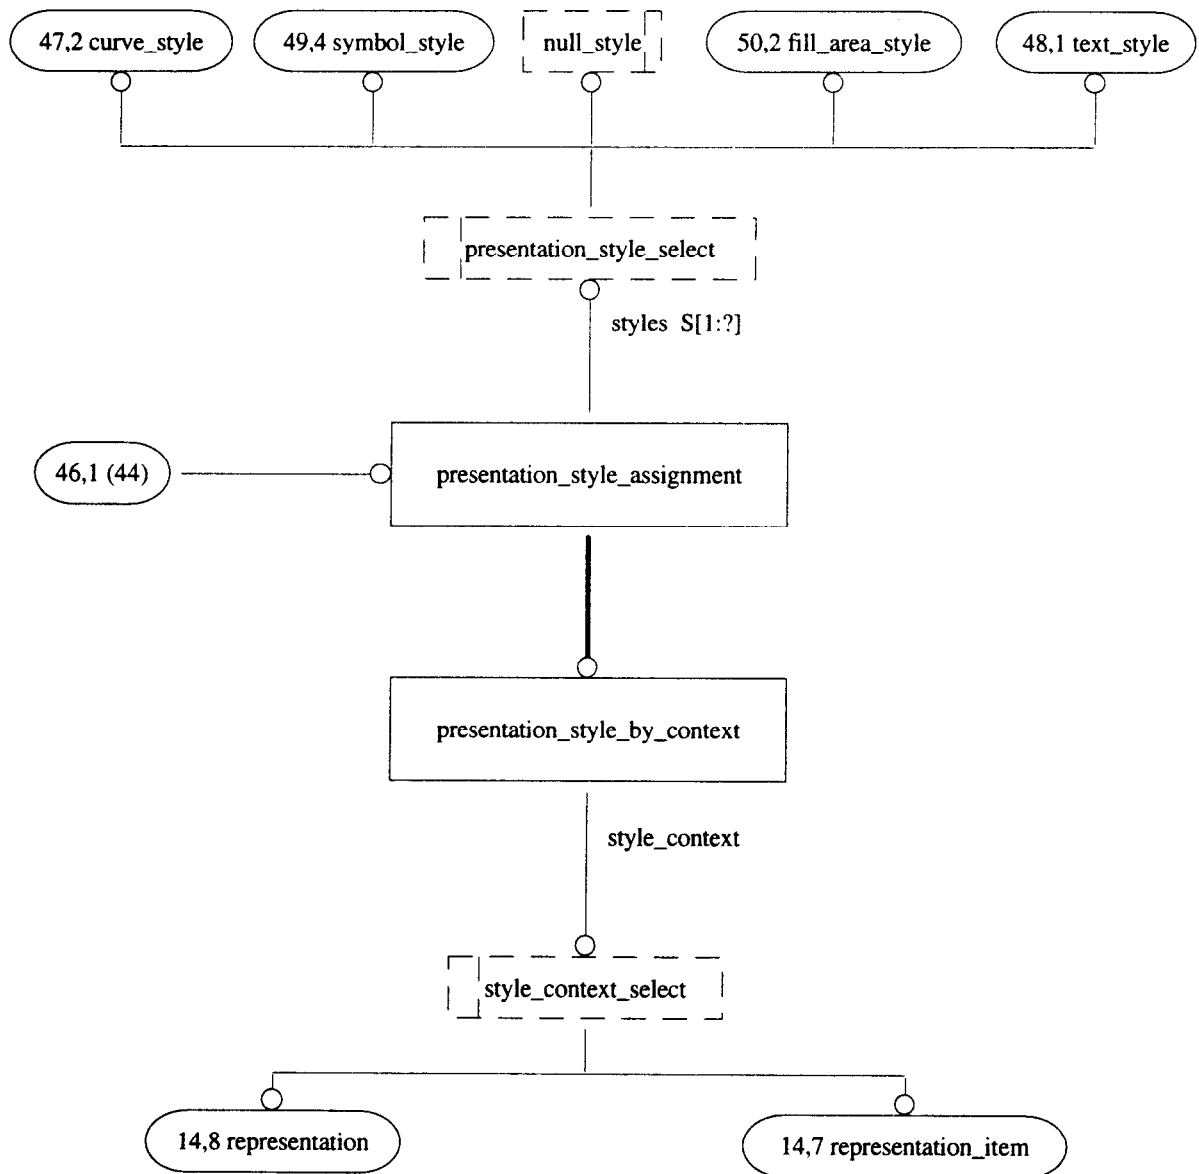 47,2 curve_style
49,4 symbol_style
null_style
50,2 fill_area_style
48,1 text_style
presentation_style_select
styles S[1:?]
46,1 (44)
presentation_style_assignment
presentation_style_by_context
style_context
style_context_select
14,8 representation
14,7 representation_item